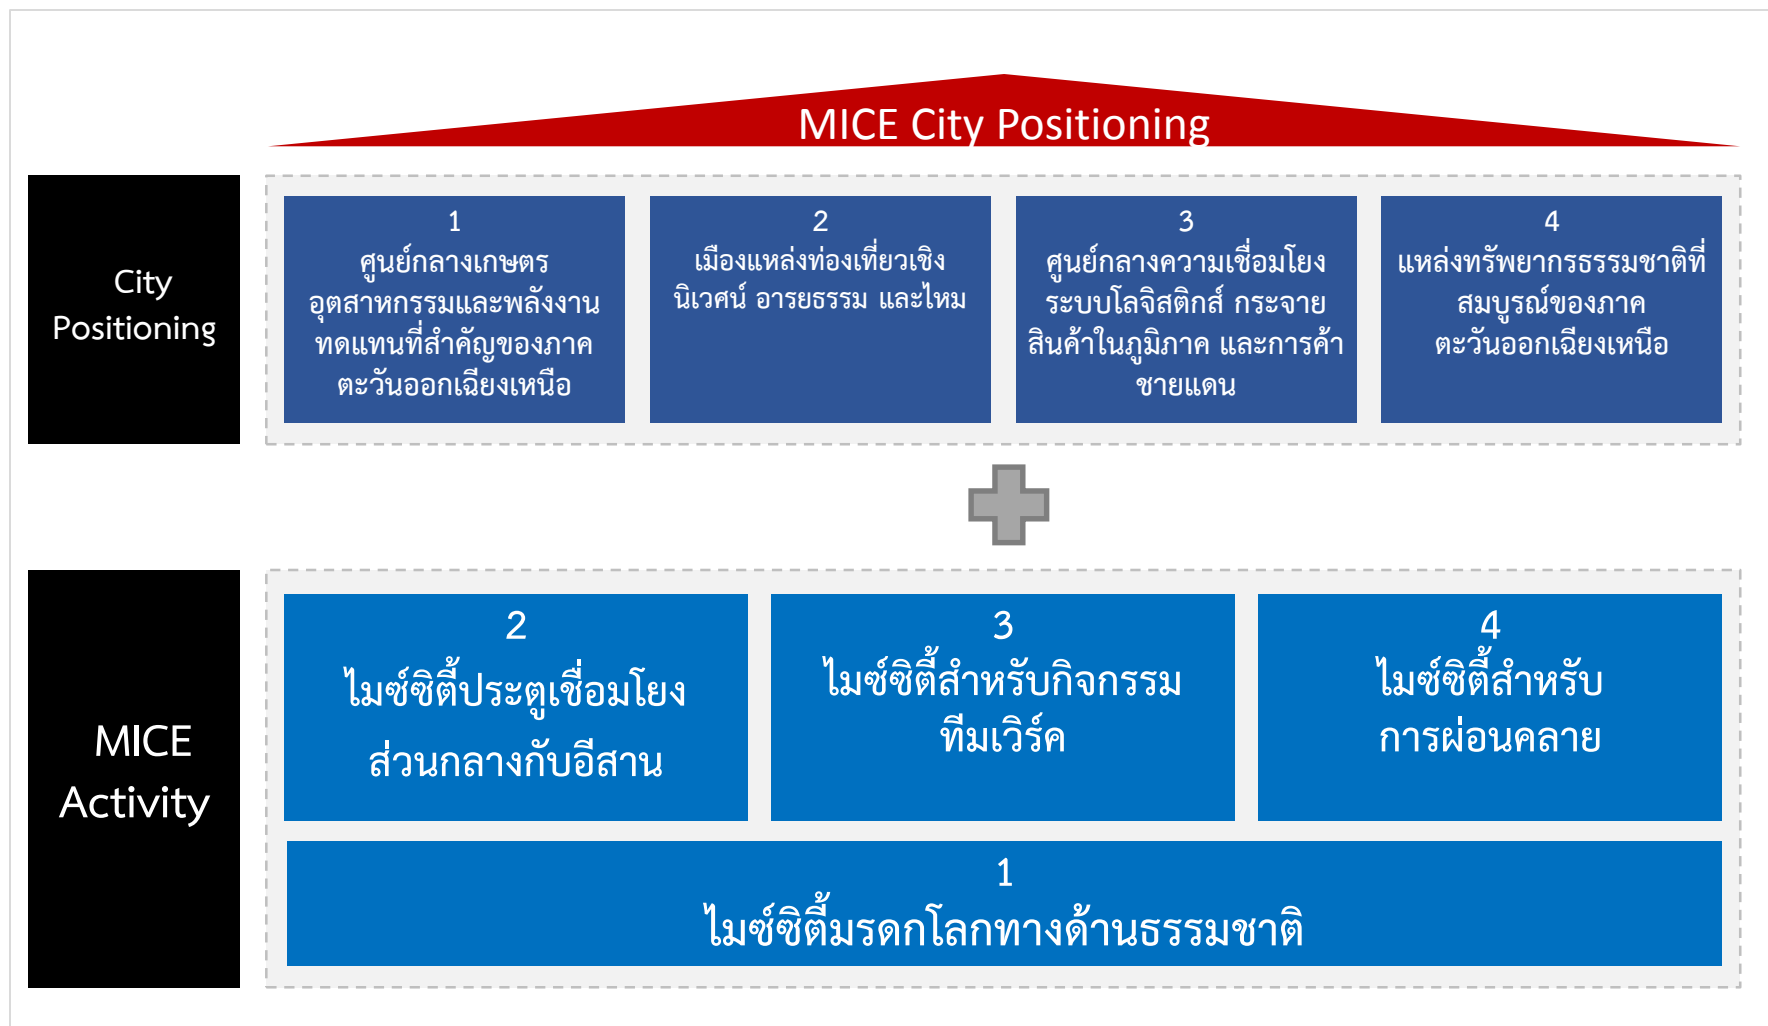 MICE City Positioning
City
Positioning
1
ศูนย์กลางเกษตร
อุตสาหกรรมและพลังงาน
ทดแทนที่สำคัญของภาค
ตะวันออกเฉียงเหนือ
2
เมืองแหล่งท่องเที่ยวเชิง
นิเวศน์ อารยธรรม และไหม
3
ศูนย์กลางความเชื่อมโยง
ระบบโลจิสติกส์ กระจาย
สินค้าในภูมิภาค และการค้า
ชายแดน
4
แหล่งทรัพยากรธรรมชาติที่
สมบูรณ์ของภาค
ตะวันออกเฉียงเหนือ
MICE
Activity
2
ไมซ์ซิตี้ประตูเชื่อมโยง
ส่วนกลางกับอีสาน
3
ไมซ์ซิตี้สำหรับกิจกรรม
ทีมเวิร์ค
4
ไมซ์ซิตี้สำหรับ
การผ่อนคลาย
1
ไมซ์ซิตี้มรดกโลกทางด้านธรรมชาติ